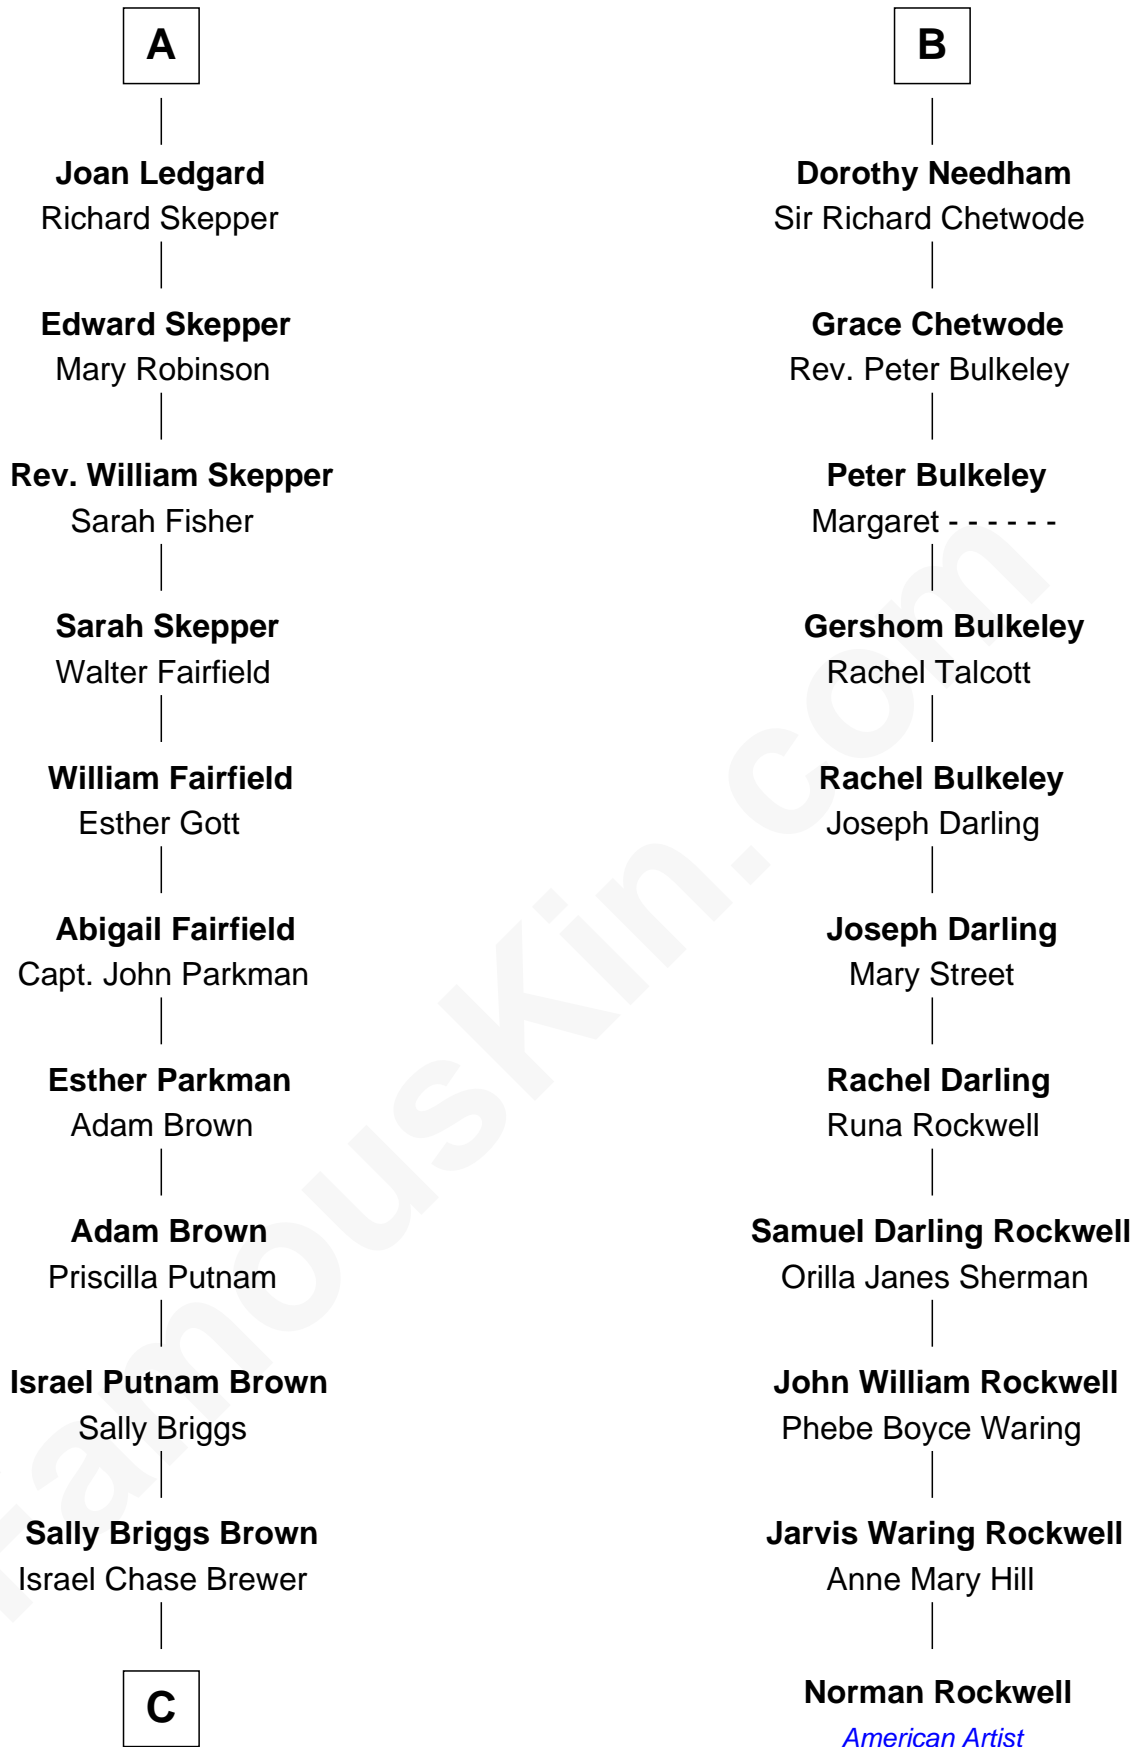 A
Joan Ledgard
Richard Skepper
Edward Skepper
Mary Robinson
Rev. William Skepper
Sarah Fisher
Sarah Skepper
Walter Fairfield
William Fairfield
Esther Gott
Abigail Fairfield
Capt. John Parkman
Esther Parkman
Adam Brown
Adam Brown
Priscilla Putnam
Israel Putnam Brown
Sally Briggs
Sally Briggs Brown
Israel Chase Brewer
C
B
Dorothy Needham
Sir Richard Chetwode
Grace Chetwode
Rev. Peter Bulkeley
Peter Bulkeley
Margaret - - - - - -
Gershom Bulkeley
Rachel Talcott
Rachel Bulkeley
Joseph Darling
Joseph Darling
Mary Street
Rachel Darling
Runa Rockwell
Samuel Darling Rockwell
Orilla Janes Sherman
John William Rockwell
Phebe Boyce Waring
Jarvis Waring Rockwell
Anne Mary Hill
Norman Rockwell
American Artist
FamousKin.com